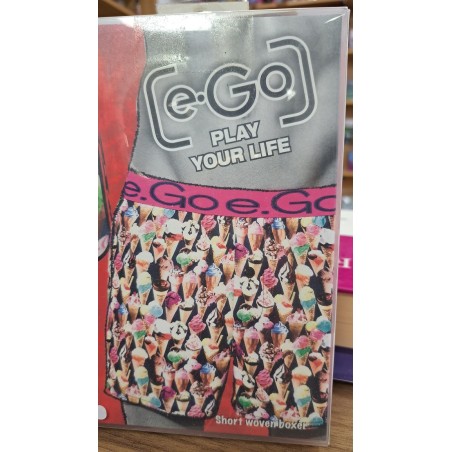 e·Go
PLAY
YOUR LIFE
e.Go e.Go
Short woven boxer